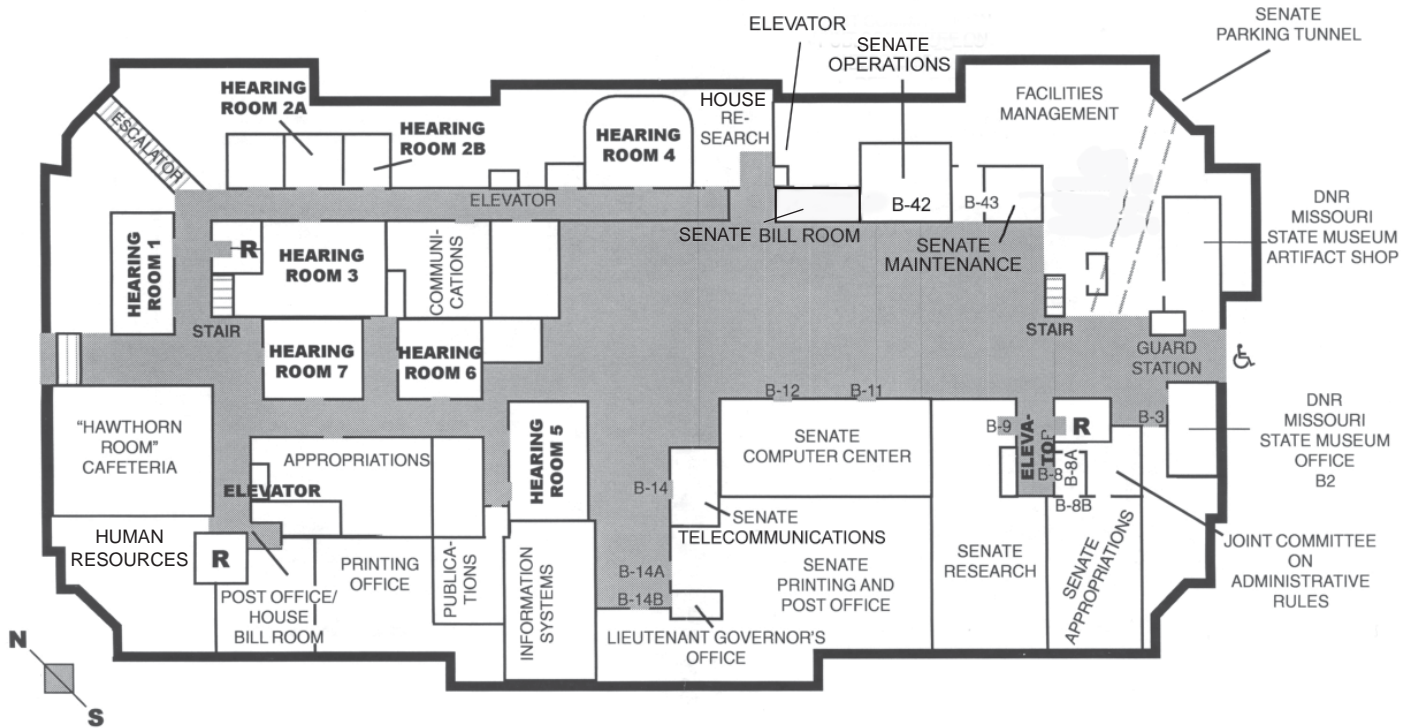 ELEVATOR
SENATE
PARKING TUNNEL
SENATE
OPERATIONS
HEARING
ROOM 2A
HOUSE
RE-
SEARCH
FACILITIES
MANAGEMENT
ESCALATOR
HEARING
ROOM 2B
HEARING
ROOM 4
ELEVATOR
B-42
B-43
DNR
MISSOURI
STATE MUSEUM
ARTIFACT SHOP
HEARING
ROOM 1
R
HEARING
ROOM 3
COMMUNI-
CATIONS
SENATE BILL ROOM
SENATE
MAINTENANCE
STAIR
STAIR
HEARING
ROOM 7
HEARING
ROOM 6
GUARD
STATION
B-12
B-11
"HAWTHORN
ROOM"
CAFETERIA
APPROPRIATIONS
HEARING
ROOM 5
SENATE
COMPUTER CENTER
B-9
ELEVA-
TOR
R
B-3
DNR
MISSOURI
STATE MUSEUM
OFFICE
B2
B-8
B-8A
B-8B
ELEVATOR
B-14
SENATE
TELECOMMUNICATIONS
HUMAN
RESOURCES
R
POST OFFICE/
HOUSE
BILL ROOM
PRINTING
OFFICE
PUBLICA-
TIONS
INFORMATION
SYSTEMS
B-14A
B-14B
SENATE
PRINTING AND
POST OFFICE
LIEUTENANT GOVERNOR'S
OFFICE
SENATE
RESEARCH
SENATE
APPROPRIATIONS
JOINT COMMITTEE
ON
ADMINISTRATIVE
RULES
N
S